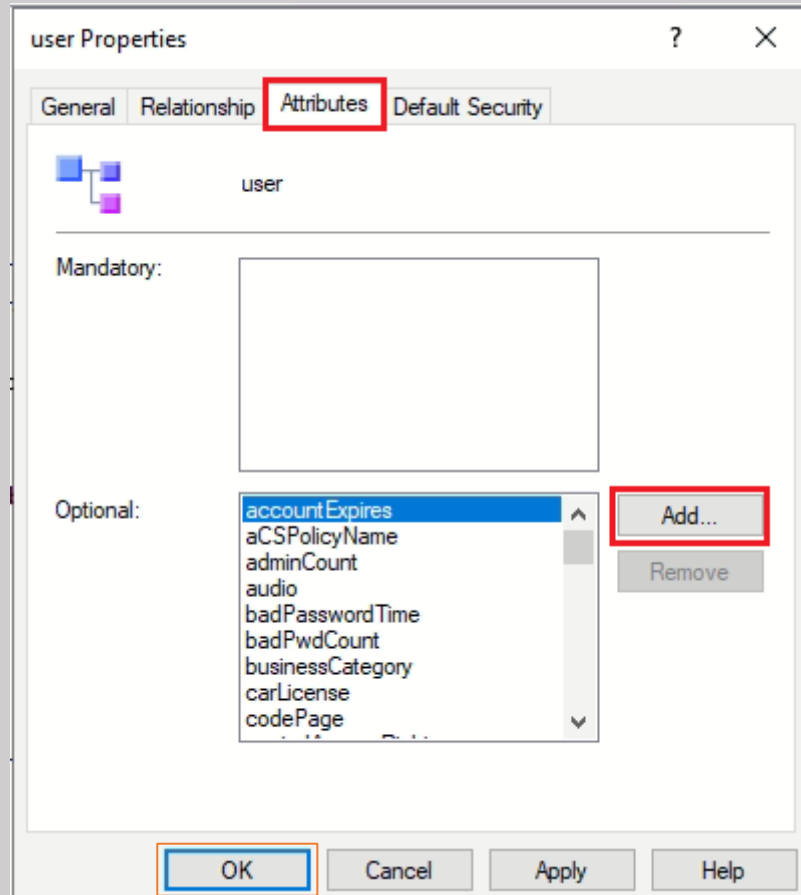 user Properties
?
General Relationship Attributes Default Security
user
Mandatory:
Optional:
accountExpires
aCSPolicyName
adminCount
audio
badPasswordTime
badPwdCount
businessCategory
carLicense
codePage
Add...
Remove
OK Cancel Apply Help